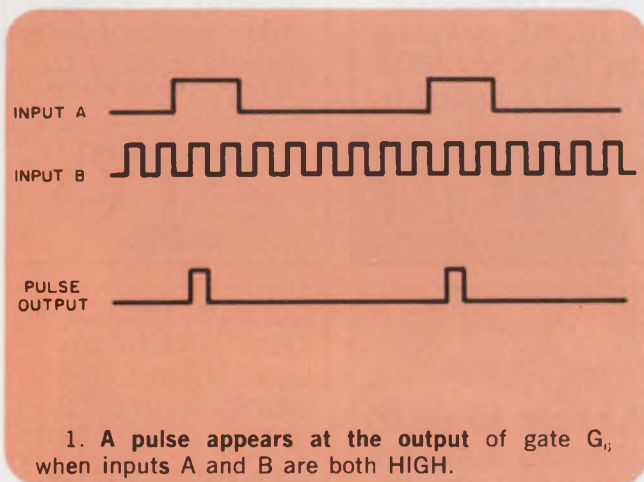 INPUT A
INPUT B
PULSE
OUTPUT
1. A pulse appears at the output of gate G,
when inputs A and B are both HIGH.